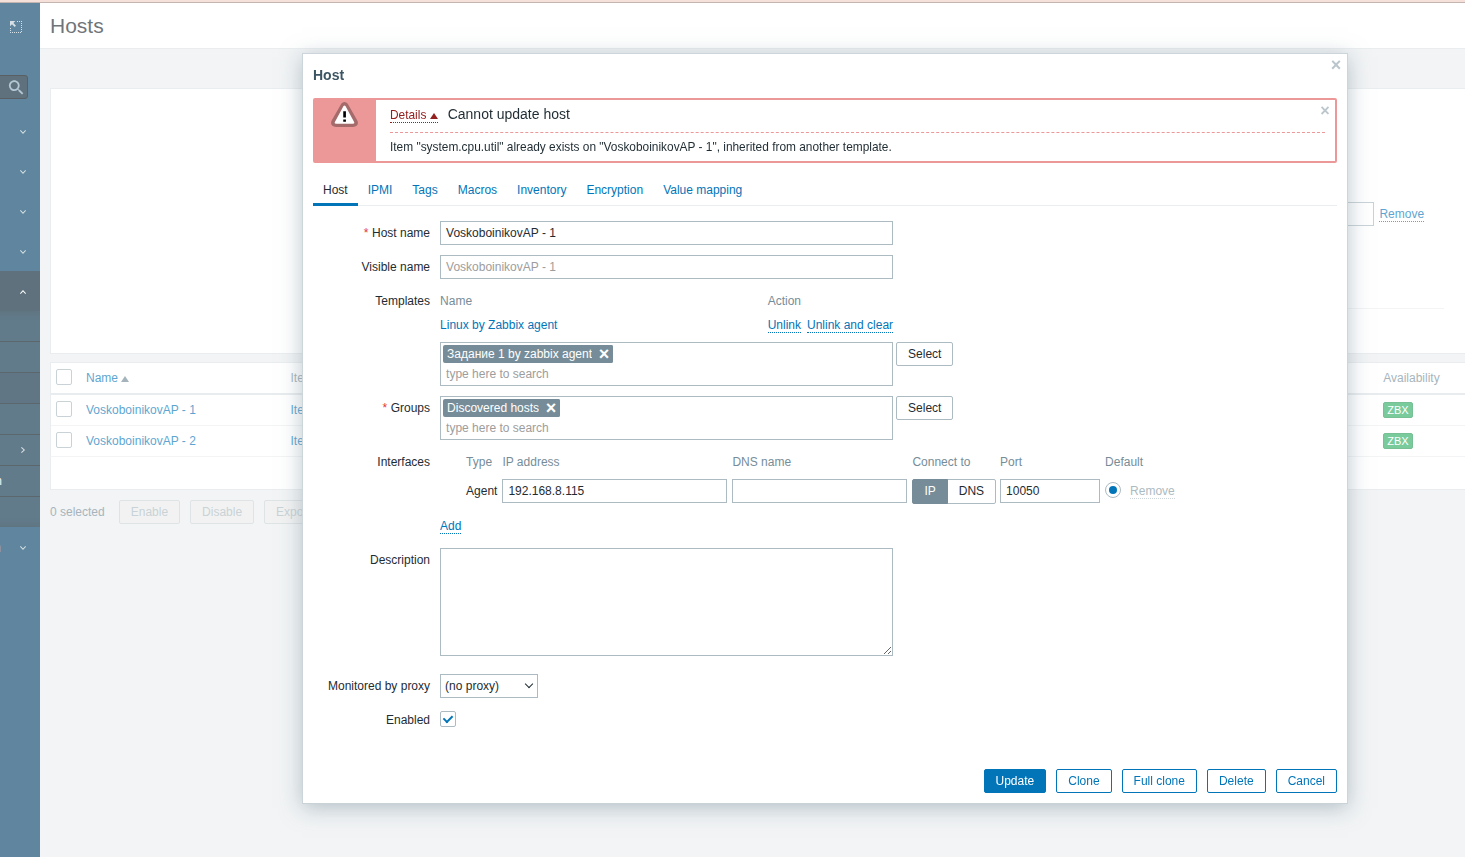 Hosts
Host
Details Cannot update host
Item "system.cpu.util" already exists on "VoskoboinikovAP - 1", inherited from another template.
Host IPMI Tags Macros Inventory Encryption Value mapping
* Host name VoskoboinikovAP - 1
Remove
Visible name VoskoboinikovAP - 1
Templates Name Action
Linux by Zabbix agent Unlink Unlink and clear
Задание 1 by zabbix agent Select
type here to search
Name Ite Availability
* Groups Discovered hosts Select
VoskoboinikovAP - 1 Ite ZBX
type here to search
VoskoboinikovAP - 2 Ite ZBX
Interfaces Type IP address DNS name Connect to Port Default
Agent 192.168.8.115 IP DNS 10050 Remove
0 selected Enable Disable Expo
Add
Description
Monitored by proxy (no proxy)
Enabled
Update Clone Full clone Delete Cancel